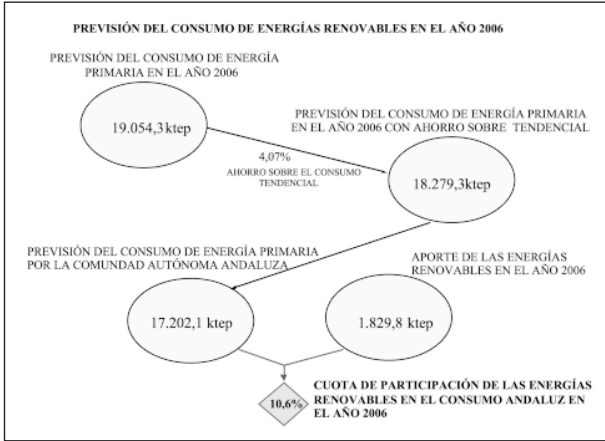 PREVISIÓN DEL CONSUMO DE ENERGÍAS RENOVABLES EN EL AÑO 2006
PREVISIÓN DEL CONSUMO DE ENERGÍA
PRIMARIA EN EL AÑO 2006
19.054,3ktep
PREVISIÓN DEL CONSUMO DE ENERGÍA PRIMARIA
EN EL AÑO 2006 CON AHORRO SOBRE TENDENCIAL
4,07%
AHORRO SOBRE EL CONSUMO
TENDENCIAL
18.279,3ktep
PREVISIÓN DEL CONSUMO DE ENERGÍA PRIMARIA
POR LA COMUNIDAD AUTÓNOMA ANDALUZA
17.202,1 ktep
APORTE DE LAS ENERGÍAS
RENOVABLES EN EL AÑO 2006
1.829,8 ktep
10,6%
CUOTA DE PARTICIPACIÓN DE LAS ENERGÍAS
RENOVABLES EN EL CONSUMO ANDALUZ EN
EL AÑO 2006